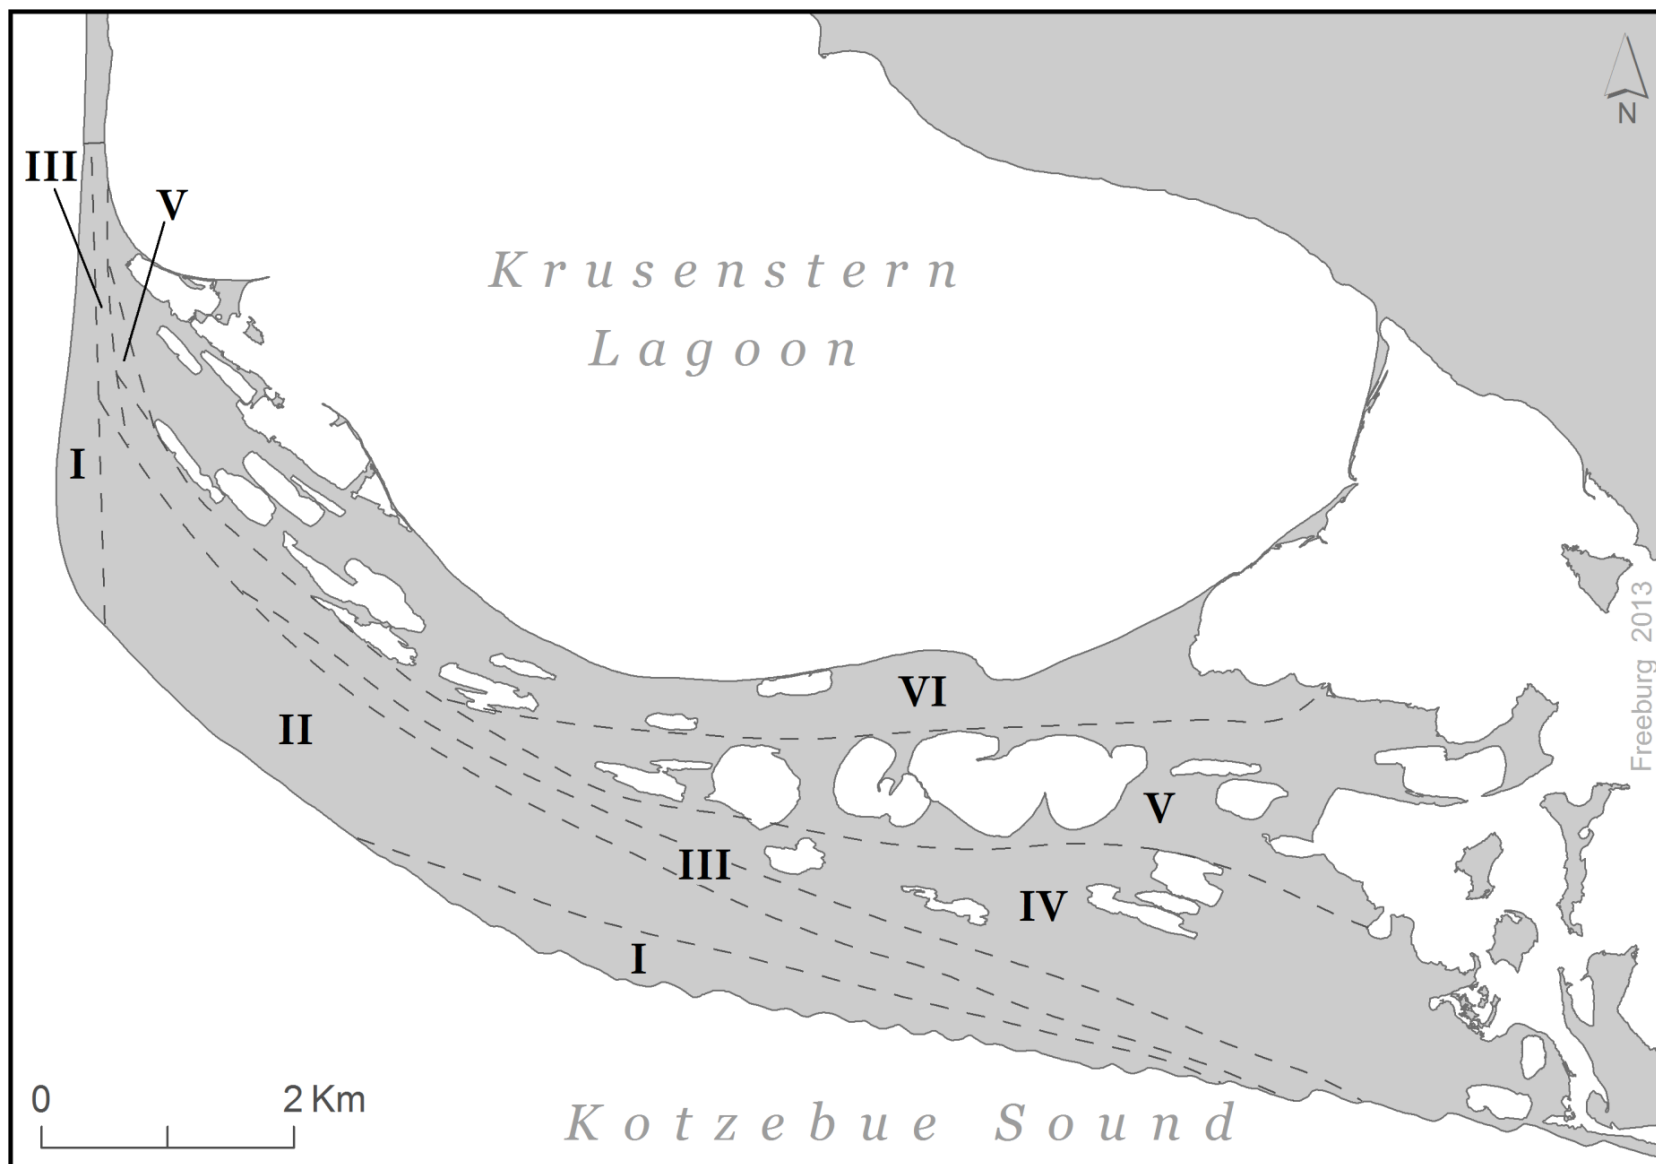 N
III
V
Krusenstern
Lagoon
I
Freeburg 2013
VI
II
V
III
IV
I
0 2 Km
Kotzebue Sound